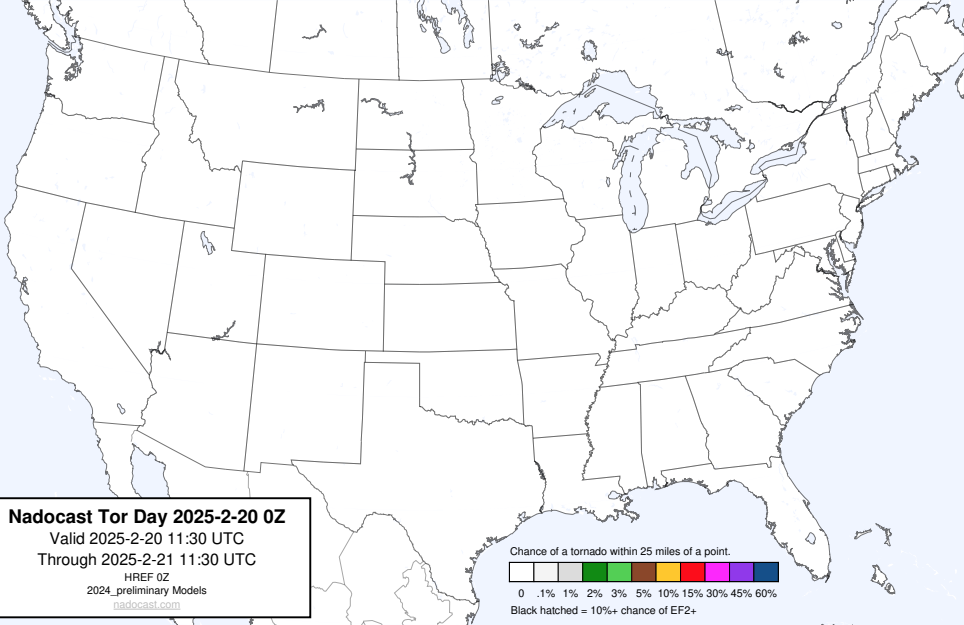 Nadocast Tor Day 2025-2-20 0Z
Valid 2025-2-20 11:30 UTC
Through 2025-2-21 11:30 UTC
HREF 0Z
2024_preliminary Models
nadocast.com
Chance of a tornado within 25 miles of a point.
0 .1% 1% 2% 3% 5% 10% 15% 30% 45% 60%
Black hatched = 10%+ chance of EF2+